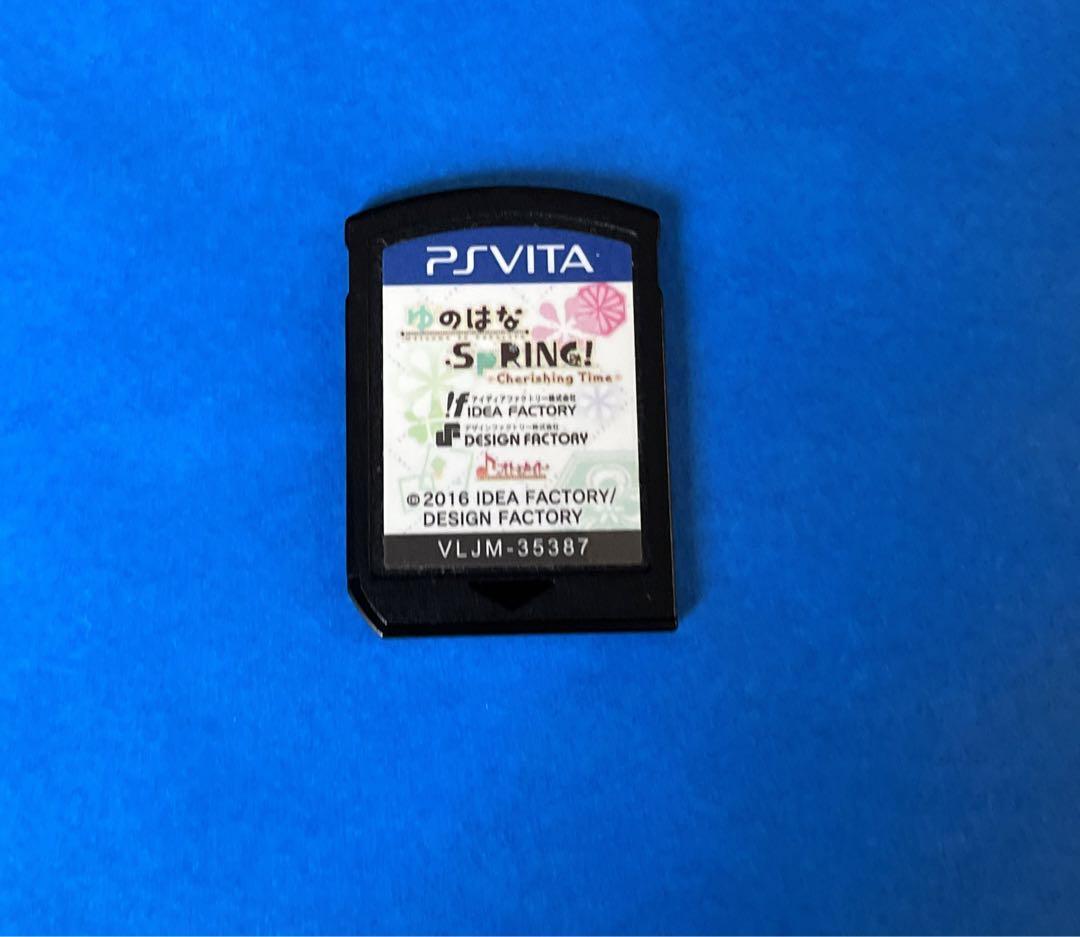 PSVITA
ゆのはな
SpRING!
~Cherishing Time~
アイディアファクトリー株式会社
IDEA FACTORY
デザインファクトリー株式会社
DESIGN FACTORY
©2016 IDEA FACTORY/
DESIGN FACTORY
VLJM-35387